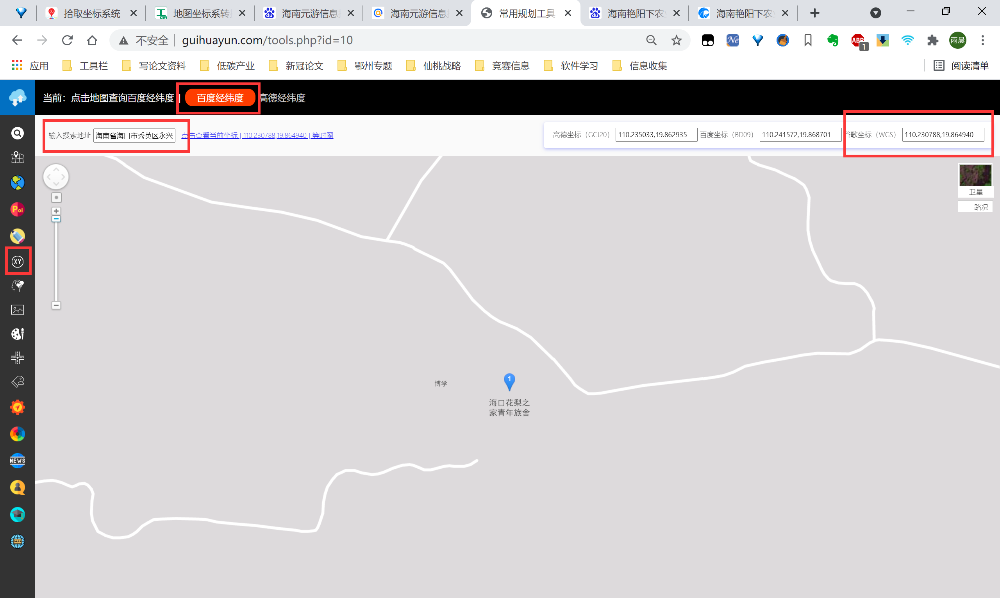 拾取坐标系统
地图坐标系转
海南元游信息
海南元游信息
常用规划工具
海南艳阳下农
海南艳阳下农
不安全
guihuayun.com/tools.php?id=10
Ne
ABP
1
雨晨
应用
工具栏
写论文资料
低碳产业
新冠论文
鄂州专题
仙桃战略
竞赛信息
软件学习
信息收集
阅读清单
当前：点击地图查询百度经纬度 |
百度经纬度
高德经纬度
输入搜索地址
海南省海口市秀英区永兴
点击查看当前坐标 [ 110.230788,19.864940 ] 等时圈
高德坐标（GCJ20）
110.235033,19.862935
百度坐标（BD09）
110.241572,19.868701
谷歌坐标（WGS）
110.230788,19.864940
卫星
路况
Poi
XY
NEWS
DATA
博学
1
海口花梨之
家青年旅舍